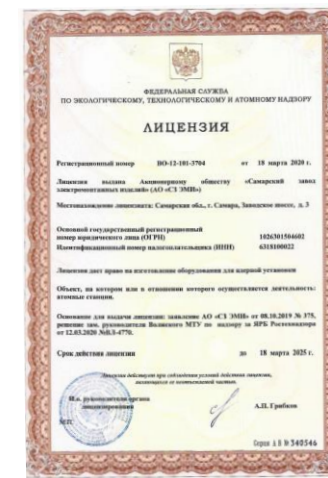 ФЕДЕРАЛЬНАЯ СЛУЖБА
ПО ЭКОЛОГИЧЕСКОМУ, ТЕХНОЛОГИЧЕСКОМУ И АТОМНОМУ НАДЗОРУ
ЛИЦЕНЗИЯ
Регистрационный номер ВО-12-101-3704 от 18 марта 2020 г.
Лицензия выдана Акционерному обществу «Самарский завод
электромонтажных изделий» (АО «СЗ ЭМИ»)
Местонахождение лицензиата: Самарская обл., г. Самара, Заводское шоссе, д. 3
Основной государственный регистрационный
номер юридического лица (ОГРН) 1026301504602
Идентификационный номер налогоплательщика (ИНН) 6318100022
Лицензия дает право на изготовление оборудования для ядерной установки
Объект, на котором или в отношении которого осуществляется деятельность:
атомные станции.
Основание для выдачи лицензии: заявление АО «СЗ ЭМИ» от 08.10.2019 № 375,
решение зам. руководителя Волжского МТУ по надзору за ЯРБ Ростехнадзора
от 12.03.2020 №ВЛ-4770.
Срок действия лицензии до 18 марта 2025 г.
Лицензия действует при соблюдении условий действия лицензии,
являющихся ее неотъемлемой частью.
И.о. руководителя органа
лицензирования А.П. Грибков
Серия А В № 540546